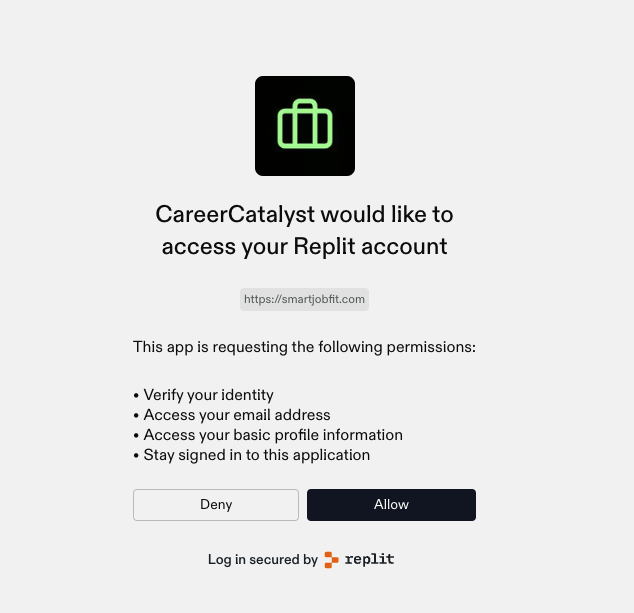 CareerCatalyst would like to
access your Replit account
https://smartjobfit.com
This app is requesting the following permissions:
• Verify your identity
• Access your email address
• Access your basic profile information
• Stay signed in to this application
Deny Allow
Log in secured by replit